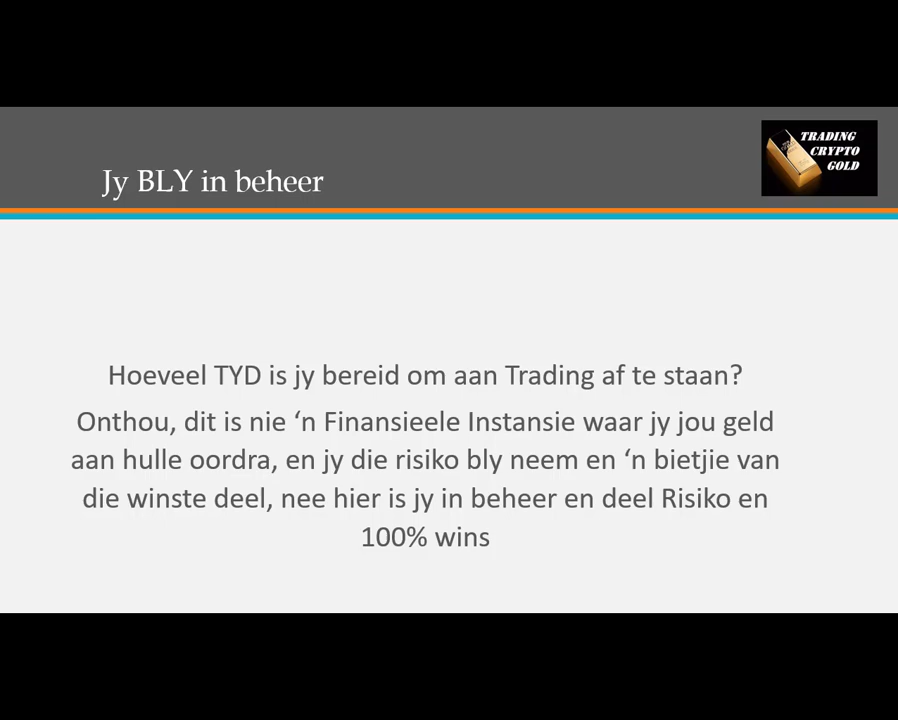 Jy BLY in beheer
TRADING
CRYPTO
GOLD
Hoeveel TYD is jy bereid om aan Trading af te staan?
Onthou, dit is nie ‘n Finansieele Instansie waar jy jou geld
aan hulle oordra, en jy die risiko bly neem en ‘n bietjie van
die winste deel, nee hier is jy in beheer en deel Risiko en
100% wins